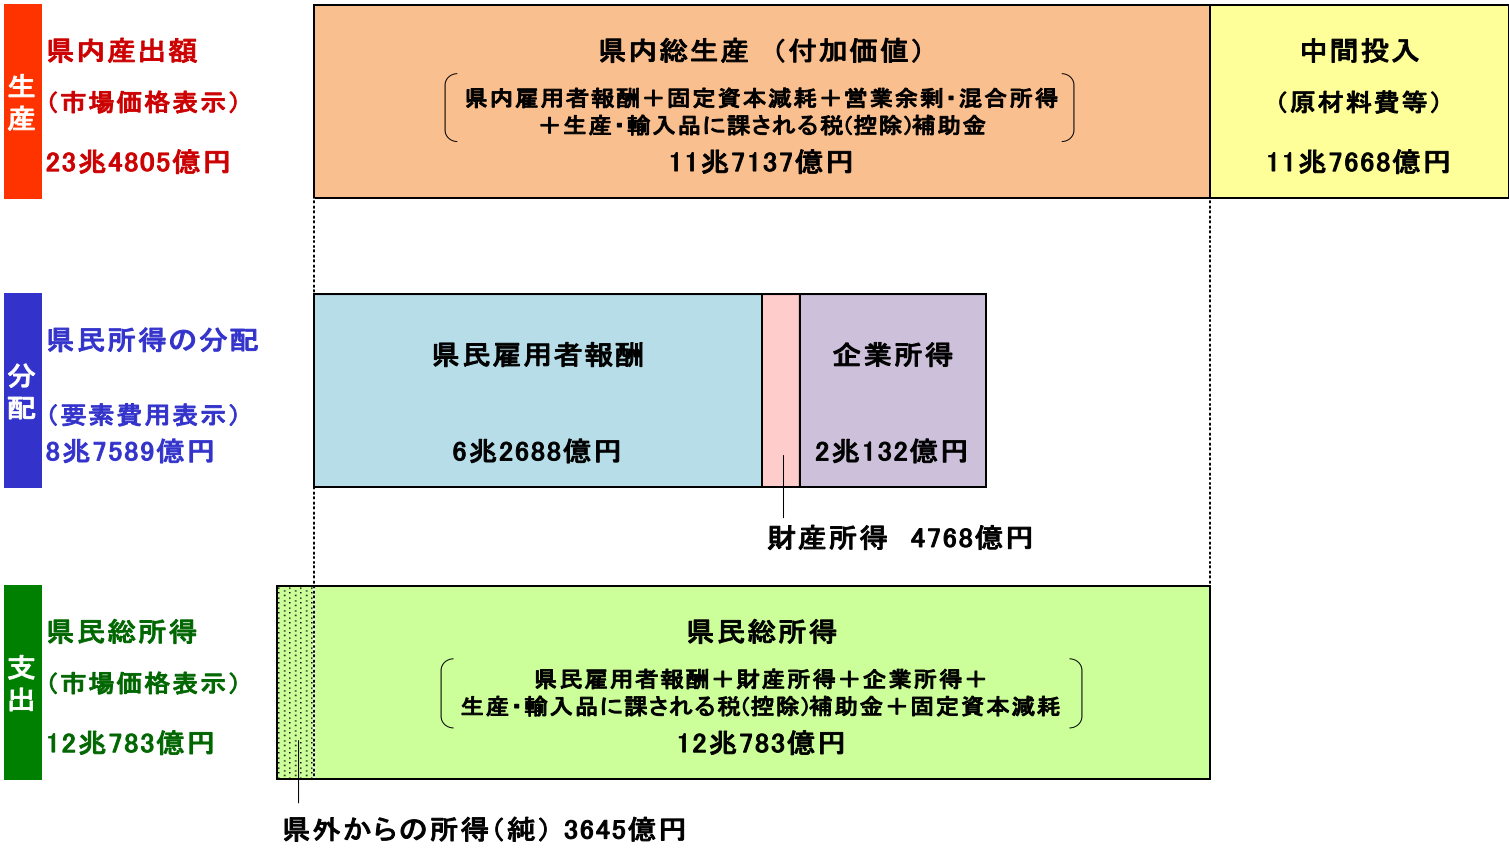 生産
県内産出額
（市場価格表示）
23兆4805億円
県内総生産　（付加価値）
県内雇用者報酬＋固定資本減耗＋営業余剰・混合所得
＋生産・輸入品に課される税(控除)補助金
11兆7137億円
中間投入
（原材料費等）
11兆7668億円
分配
県民所得の分配
（要素費用表示）
8兆7589億円
県民雇用者報酬
6兆2688億円
企業所得
2兆132億円
財産所得　4768億円
支出
県民総所得
（市場価格表示）
12兆783億円
県民総所得
県民雇用者報酬＋財産所得＋企業所得＋
生産・輸入品に課される税(控除)補助金＋固定資本減耗
12兆783億円
県外からの所得（純） 3645億円